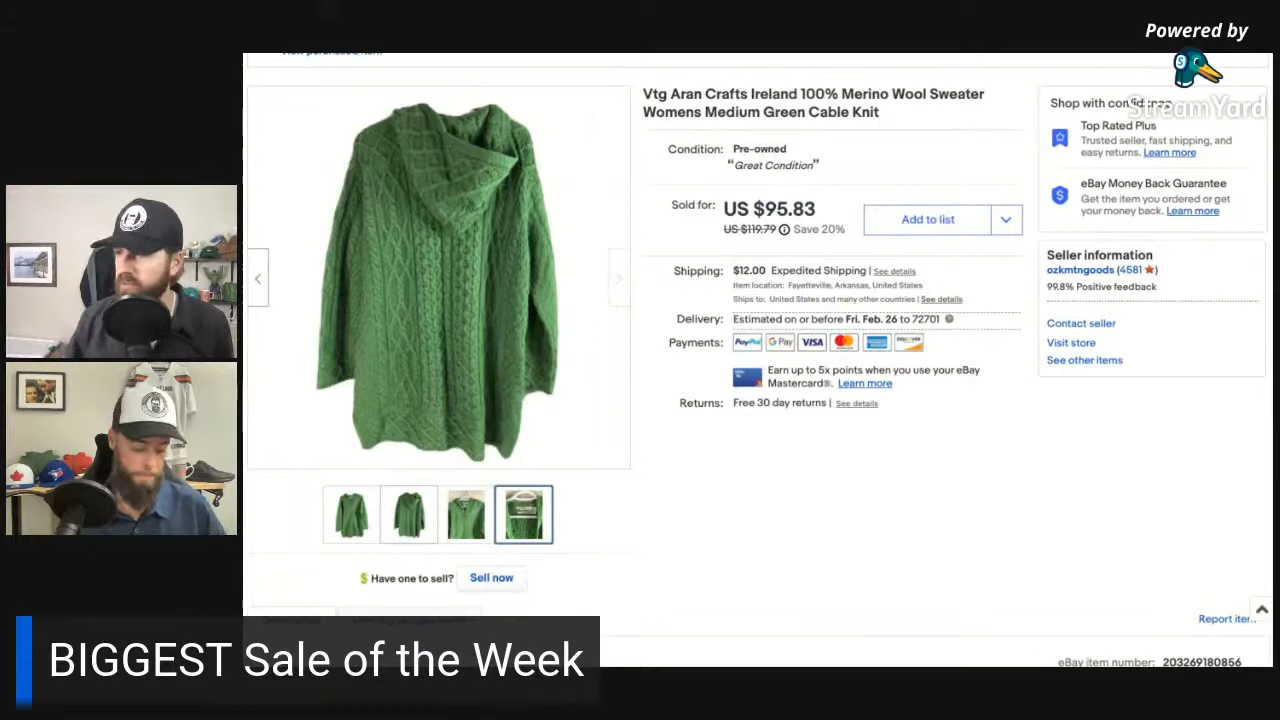 Powered by
StreamYard
Vtg Aran Crafts Ireland 100% Merino Wool Sweater
Womens Medium Green Cable Knit
Condition: Pre-owned
"Great Condition"
Sold for: US $95.83
US $119.79 Save 20%
Add to list
Shipping: $12.00 Expedited Shipping | See details
Item location: Fayetteville, Arkansas, United States
Ships to: United States and many other countries | See details
Delivery: Estimated on or before Fri. Feb. 26 to 72701
Payments: PayPal G Pay VISA
Earn up to 5x points when you use your eBay
Mastercard®. Learn more
Returns: Free 30 day returns | See details
Shop with confidence
Top Rated Plus
Trusted seller, fast shipping, and
easy returns. Learn more
eBay Money Back Guarantee
Get the item you ordered or get
your money back. Learn more
Seller information
ozkmtngoods (4581)
99.8% Positive feedback
Contact seller
Visit store
See other items
$ Have one to sell? Sell now
Report item
eBay item number: 203269180856
BIGGEST Sale of the Week